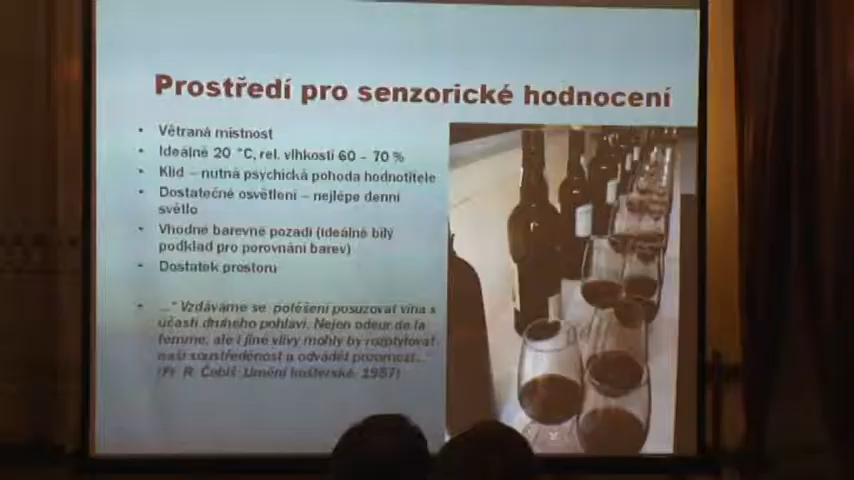 Prostředí pro senzorické hodnocení
• Větraná místnost
• Ideálně 20 °C, rel. vlhkosti 60 – 70 %
• Klid – nutná psychická pohoda hodnotitele
• Dostatečné osvětlení – nejlépe denní
světlo
• Vhodné barevné pozadí (ideálně bílý
podklad pro porovnání barev)
• Dostatek prostoru
• ..." Vzdáváme se potěšení posuzovat vína s
účastí druhého pohlaví. Nejen odeur de la
femme, ale i jiné vlivy mohly by rozptylovat
naši soustředěnost a odvádět pozornost..."
(Fr. R. Čebiš: Umění košterské, 1987)